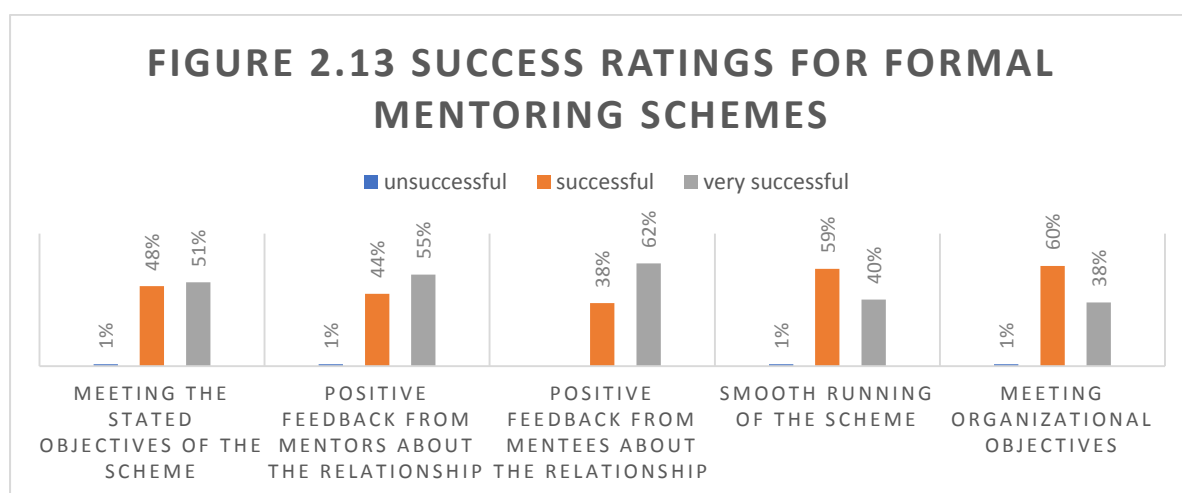 FIGURE 2.13 SUCCESS RATINGS FOR FORMAL
MENTORING SCHEMES
unsuccessful successful very successful
1% 48% 51% 1% 44% 55% 38% 62% 1% 59% 40% 1% 60% 38%
MEETING THE
STATED
OBJECTIVES OF THE
SCHEME
POSITIVE
FEEDBACK FROM
MENTORS ABOUT
THE RELATIONSHIP
POSITIVE
FEEDBACK FROM
MENTEES ABOUT
THE RELATIONSHIP
SMOOTH RUNNING
OF THE SCHEME
MEETING
ORGANIZATIONAL
OBJECTIVES